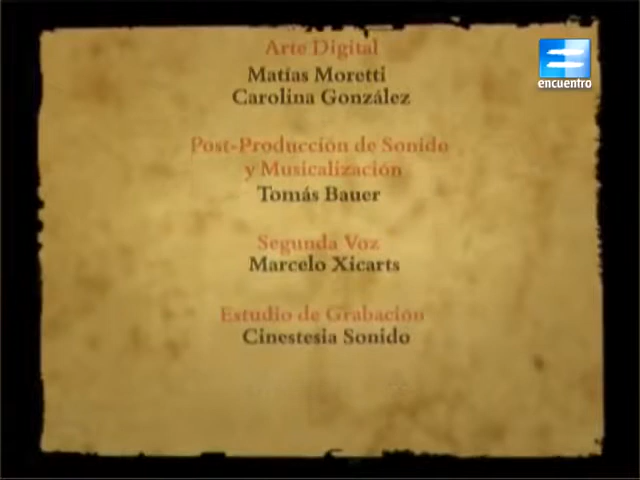 Arte Digital
encuentro
Matías Moretti
Carolina González
Post-Producción de Sonido
y Musicalización
Tomás Bauer
Segunda Voz
Marcelo Xicarts
Estudio de Grabación
Cinestesia Sonido